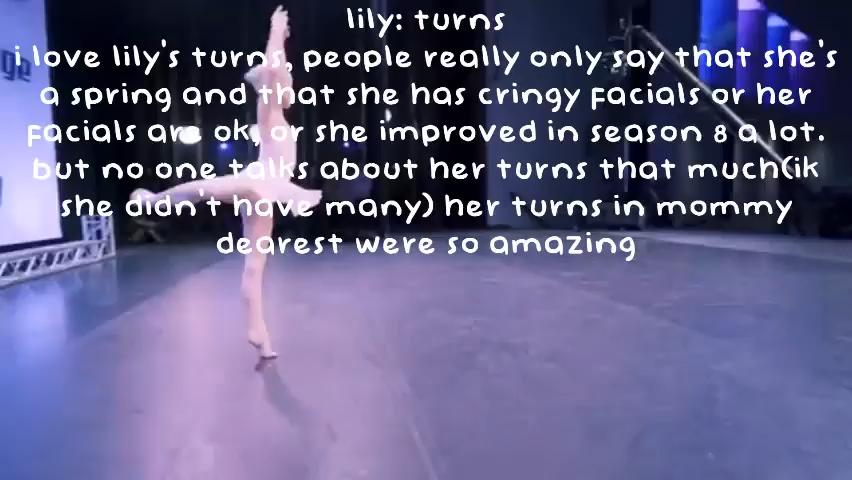 lily: turns
i love lily's turns, people really only say that she's
a spring and that she has cringy facials or her
facials are ok, or she improved in season 8 a lot.
but no one talks about her turns that much(ik
she didn't have many) her turns in mommy
dearest were so amazing
ge